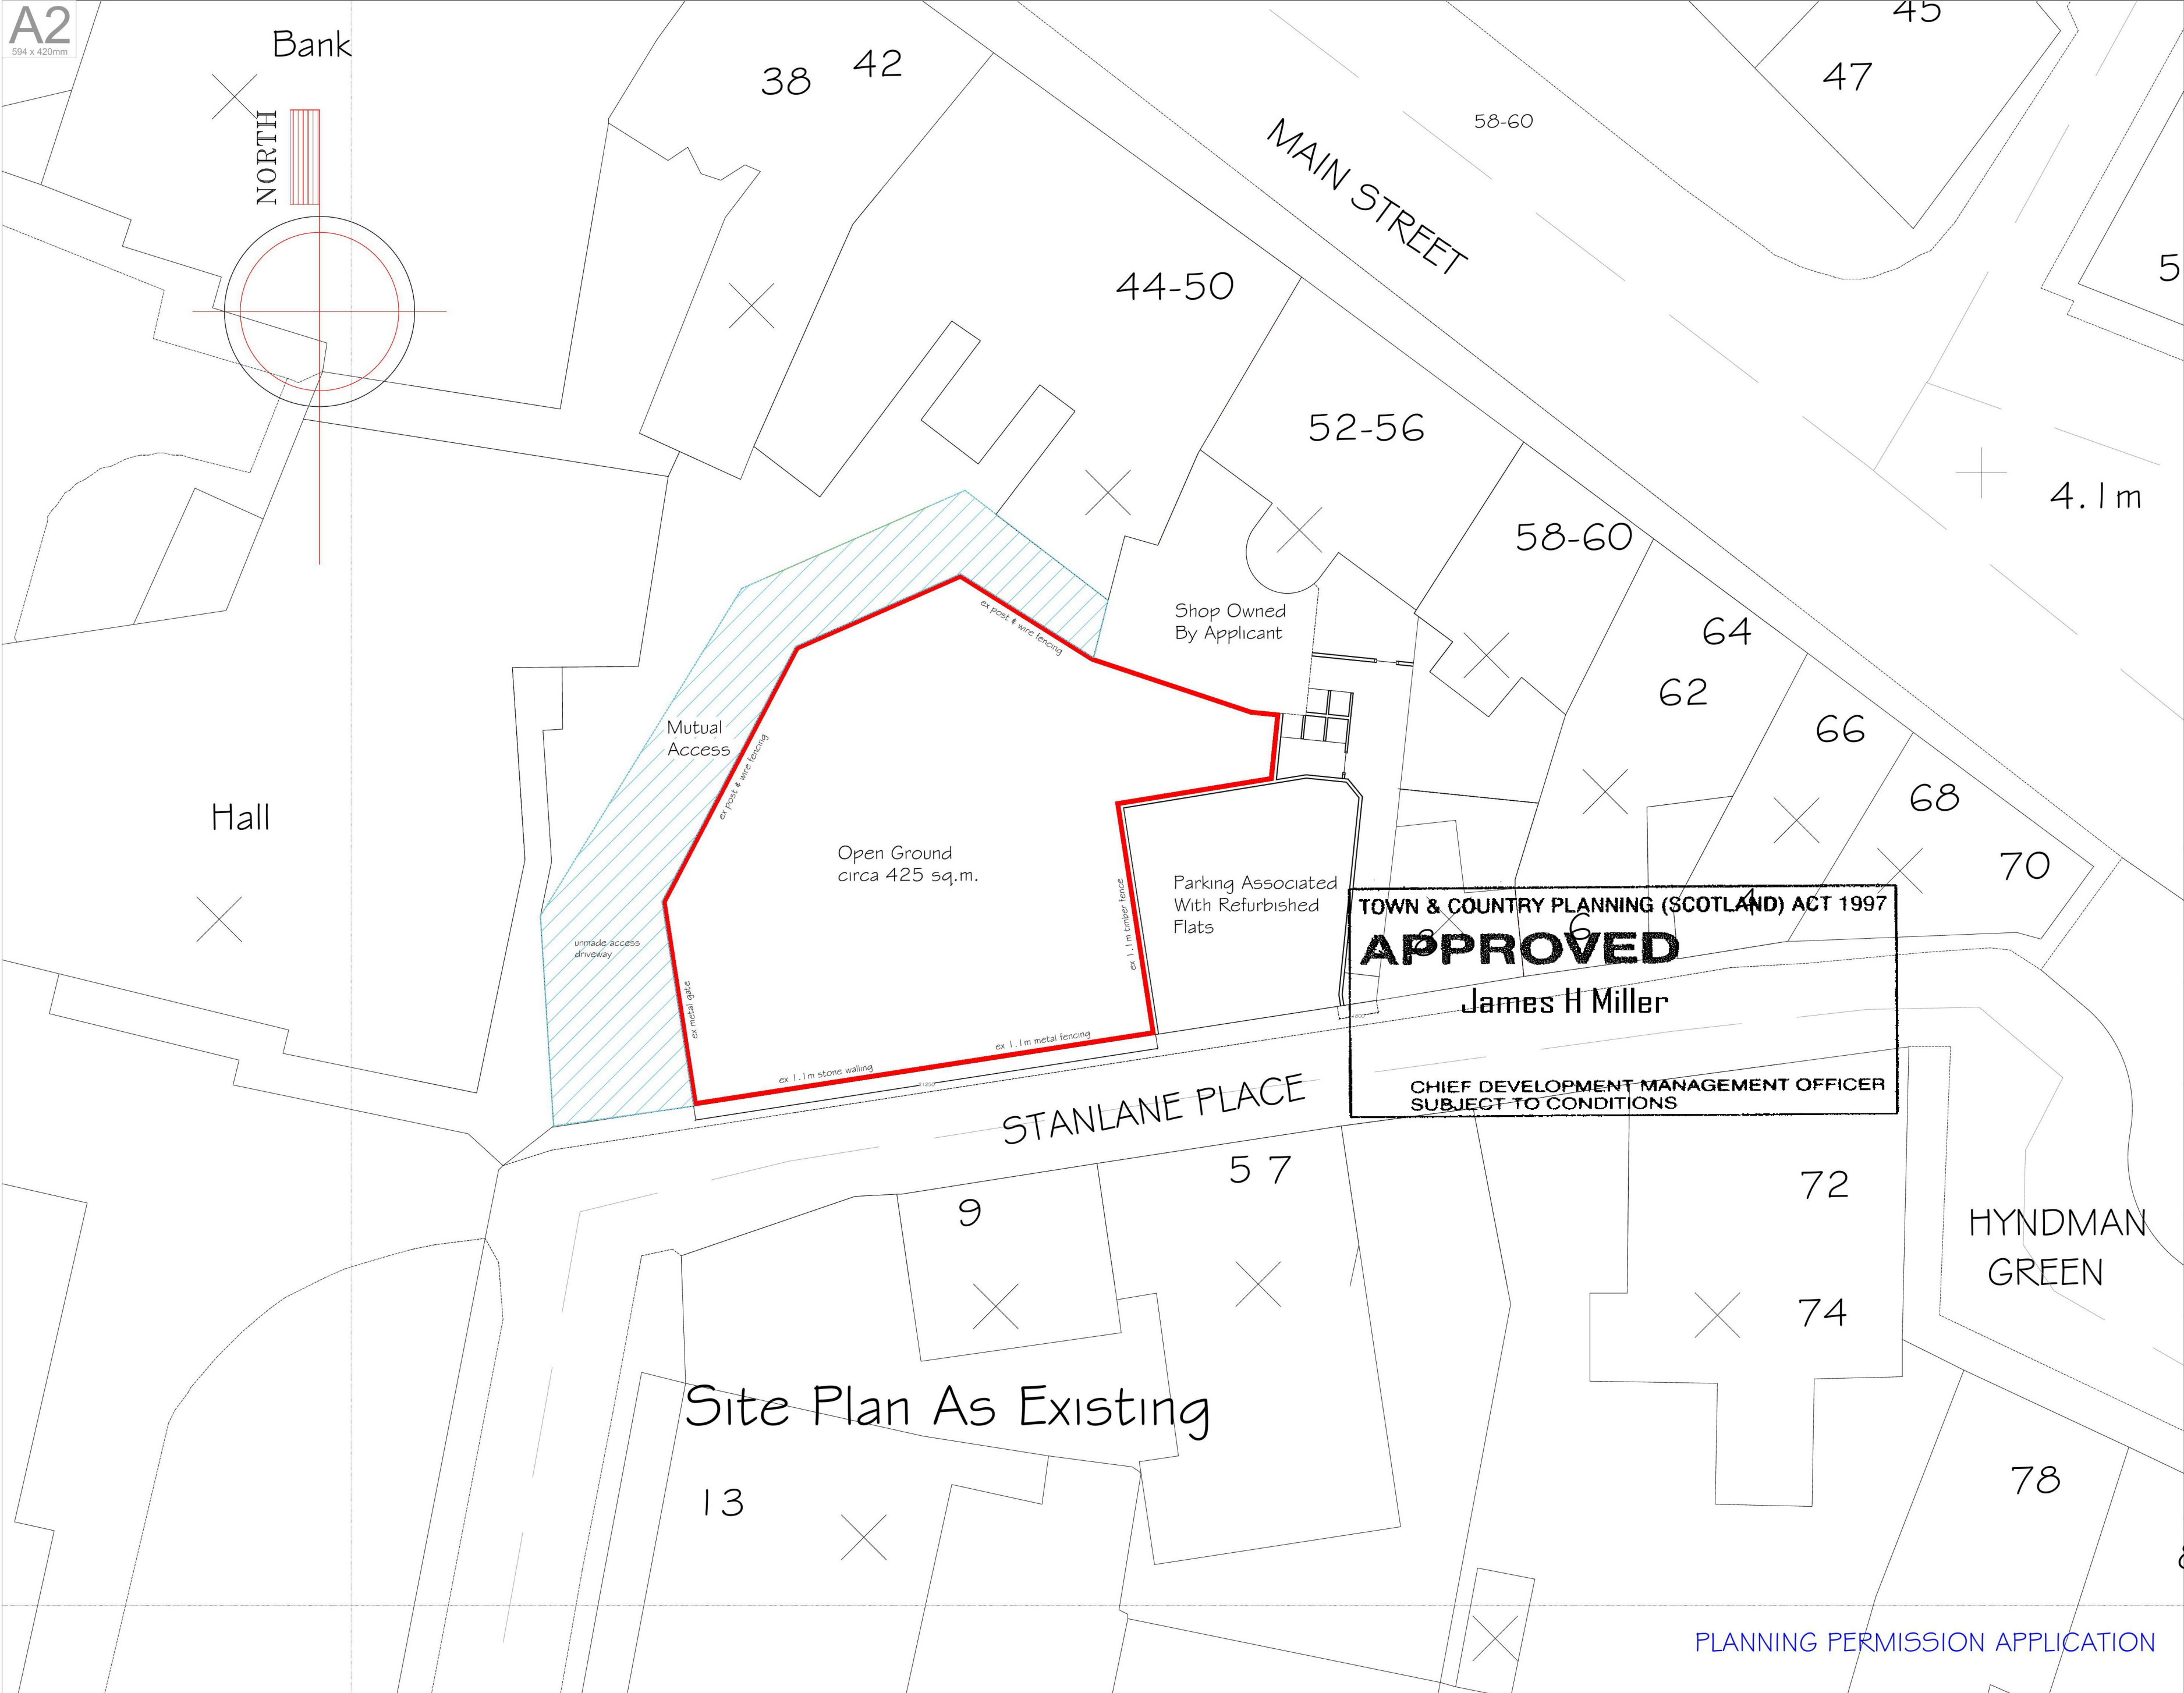 A2
594 x 420mm
Bank
NORTH
38
42
45
47
58-60
MAIN STREET
5
44-50
52-56
4.1m
58-60
Shop Owned
By Applicant
64
62
66
68
70
ex post & wire fencing
Mutual
Access
ex post & wire fencing
Hall
Open Ground
circa 425 sq.m.
Parking Associated
With Refurbished
Flats
unmade access
driveway
ex metal gate
ex 1.1m timber fence
ex 1.1m metal fencing
ex 1.1m stone walling
8
6
4
TOWN & COUNTRY PLANNING (SCOTLAND) ACT 1997
APPROVED
James H Miller
CHIEF DEVELOPMENT MANAGEMENT OFFICER
SUBJECT TO CONDITIONS
STANLANE PLACE
5 7
9
72
HYNDMAN
GREEN
74
Site Plan As Existing
13
78
PLANNING PERMISSION APPLICATION